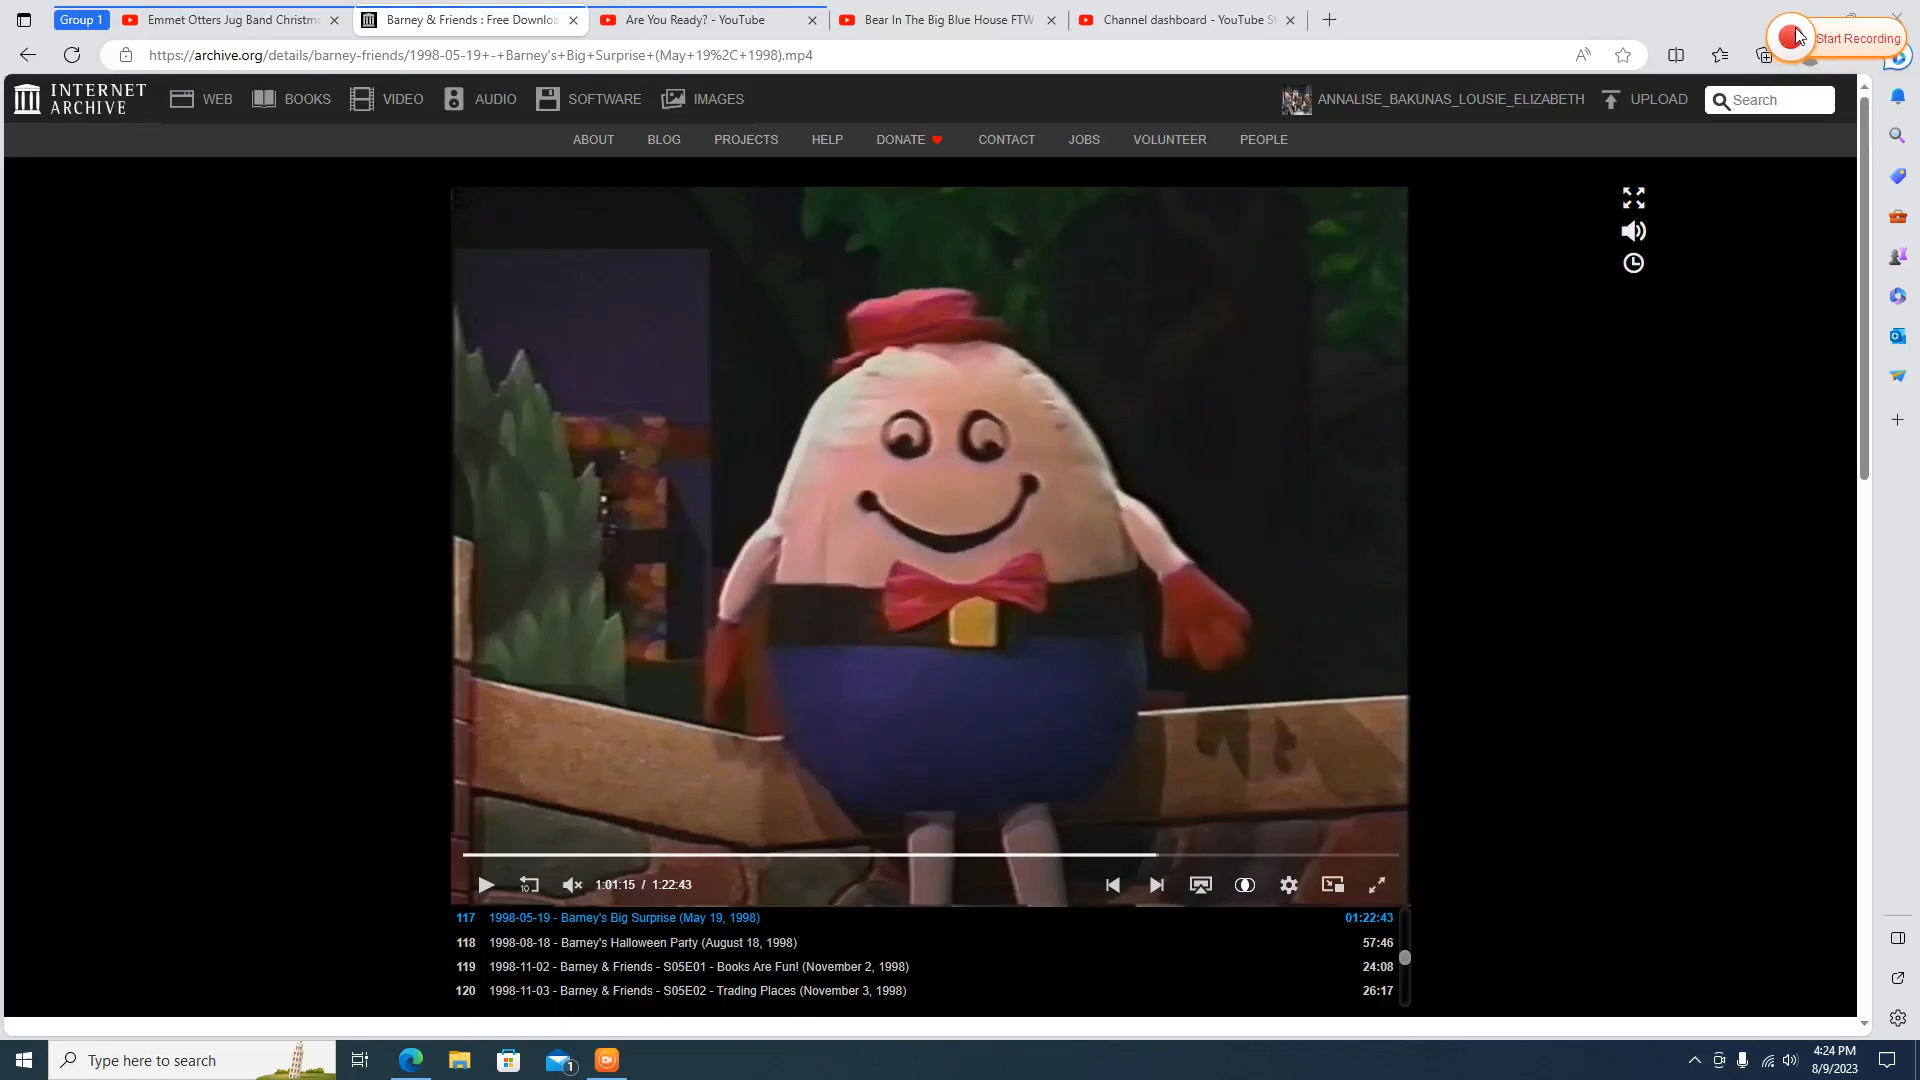 Group 1
Emmet Otters Jug Band Christm
Barney & Friends : Free Downloa
Are You Ready? - YouTube
Bear In The Big Blue House FTW
Channel dashboard - YouTube St
https://archive.org/details/barney-friends/1998-05-19+-+Barney's+Big+Surprise+(May+19%2C+1998).mp4
Start Recording
INTERNET
ARCHIVE
WEB
BOOKS
VIDEO
AUDIO
SOFTWARE
IMAGES
ANNALISE_BAKUNAS_LOUSIE_ELIZABETH
UPLOAD
Search
ABOUT
BLOG
PROJECTS
HELP
DONATE
CONTACT
JOBS
VOLUNTEER
PEOPLE
10
1:01:15 / 1:22:43
117 1998-05-19 - Barney's Big Surprise (May 19, 1998) 01:22:43
118 1998-08-18 - Barney's Halloween Party (August 18, 1998) 57:46
119 1998-11-02 - Barney & Friends - S05E01 - Books Are Fun! (November 2, 1998) 24:08
120 1998-11-03 - Barney & Friends - S05E02 - Trading Places (November 3, 1998) 26:17
Type here to search
1
4:24 PM
8/9/2023